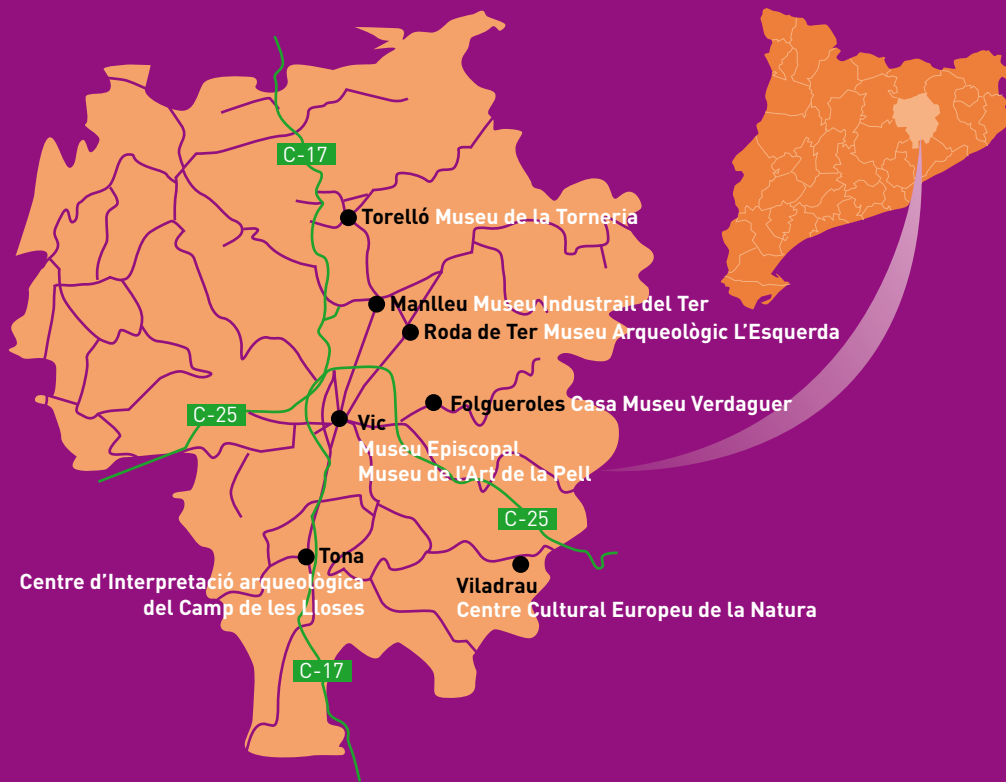 C-17
Torelló Museu de la Torneria
Manlleu Museu Industrail del Ter
Roda de Ter Museu Arqueològic L'Esquerda
Folgueroles Casa Museu Verdaguer
C-25
Vic
Museu Episcopal
Museu de l'Art de la Pell
C-25
Tona
Centre d'Interpretació arqueològica
del Camp de les Lloses
Viladrau
Centre Cultural Europeu de la Natura
C-17